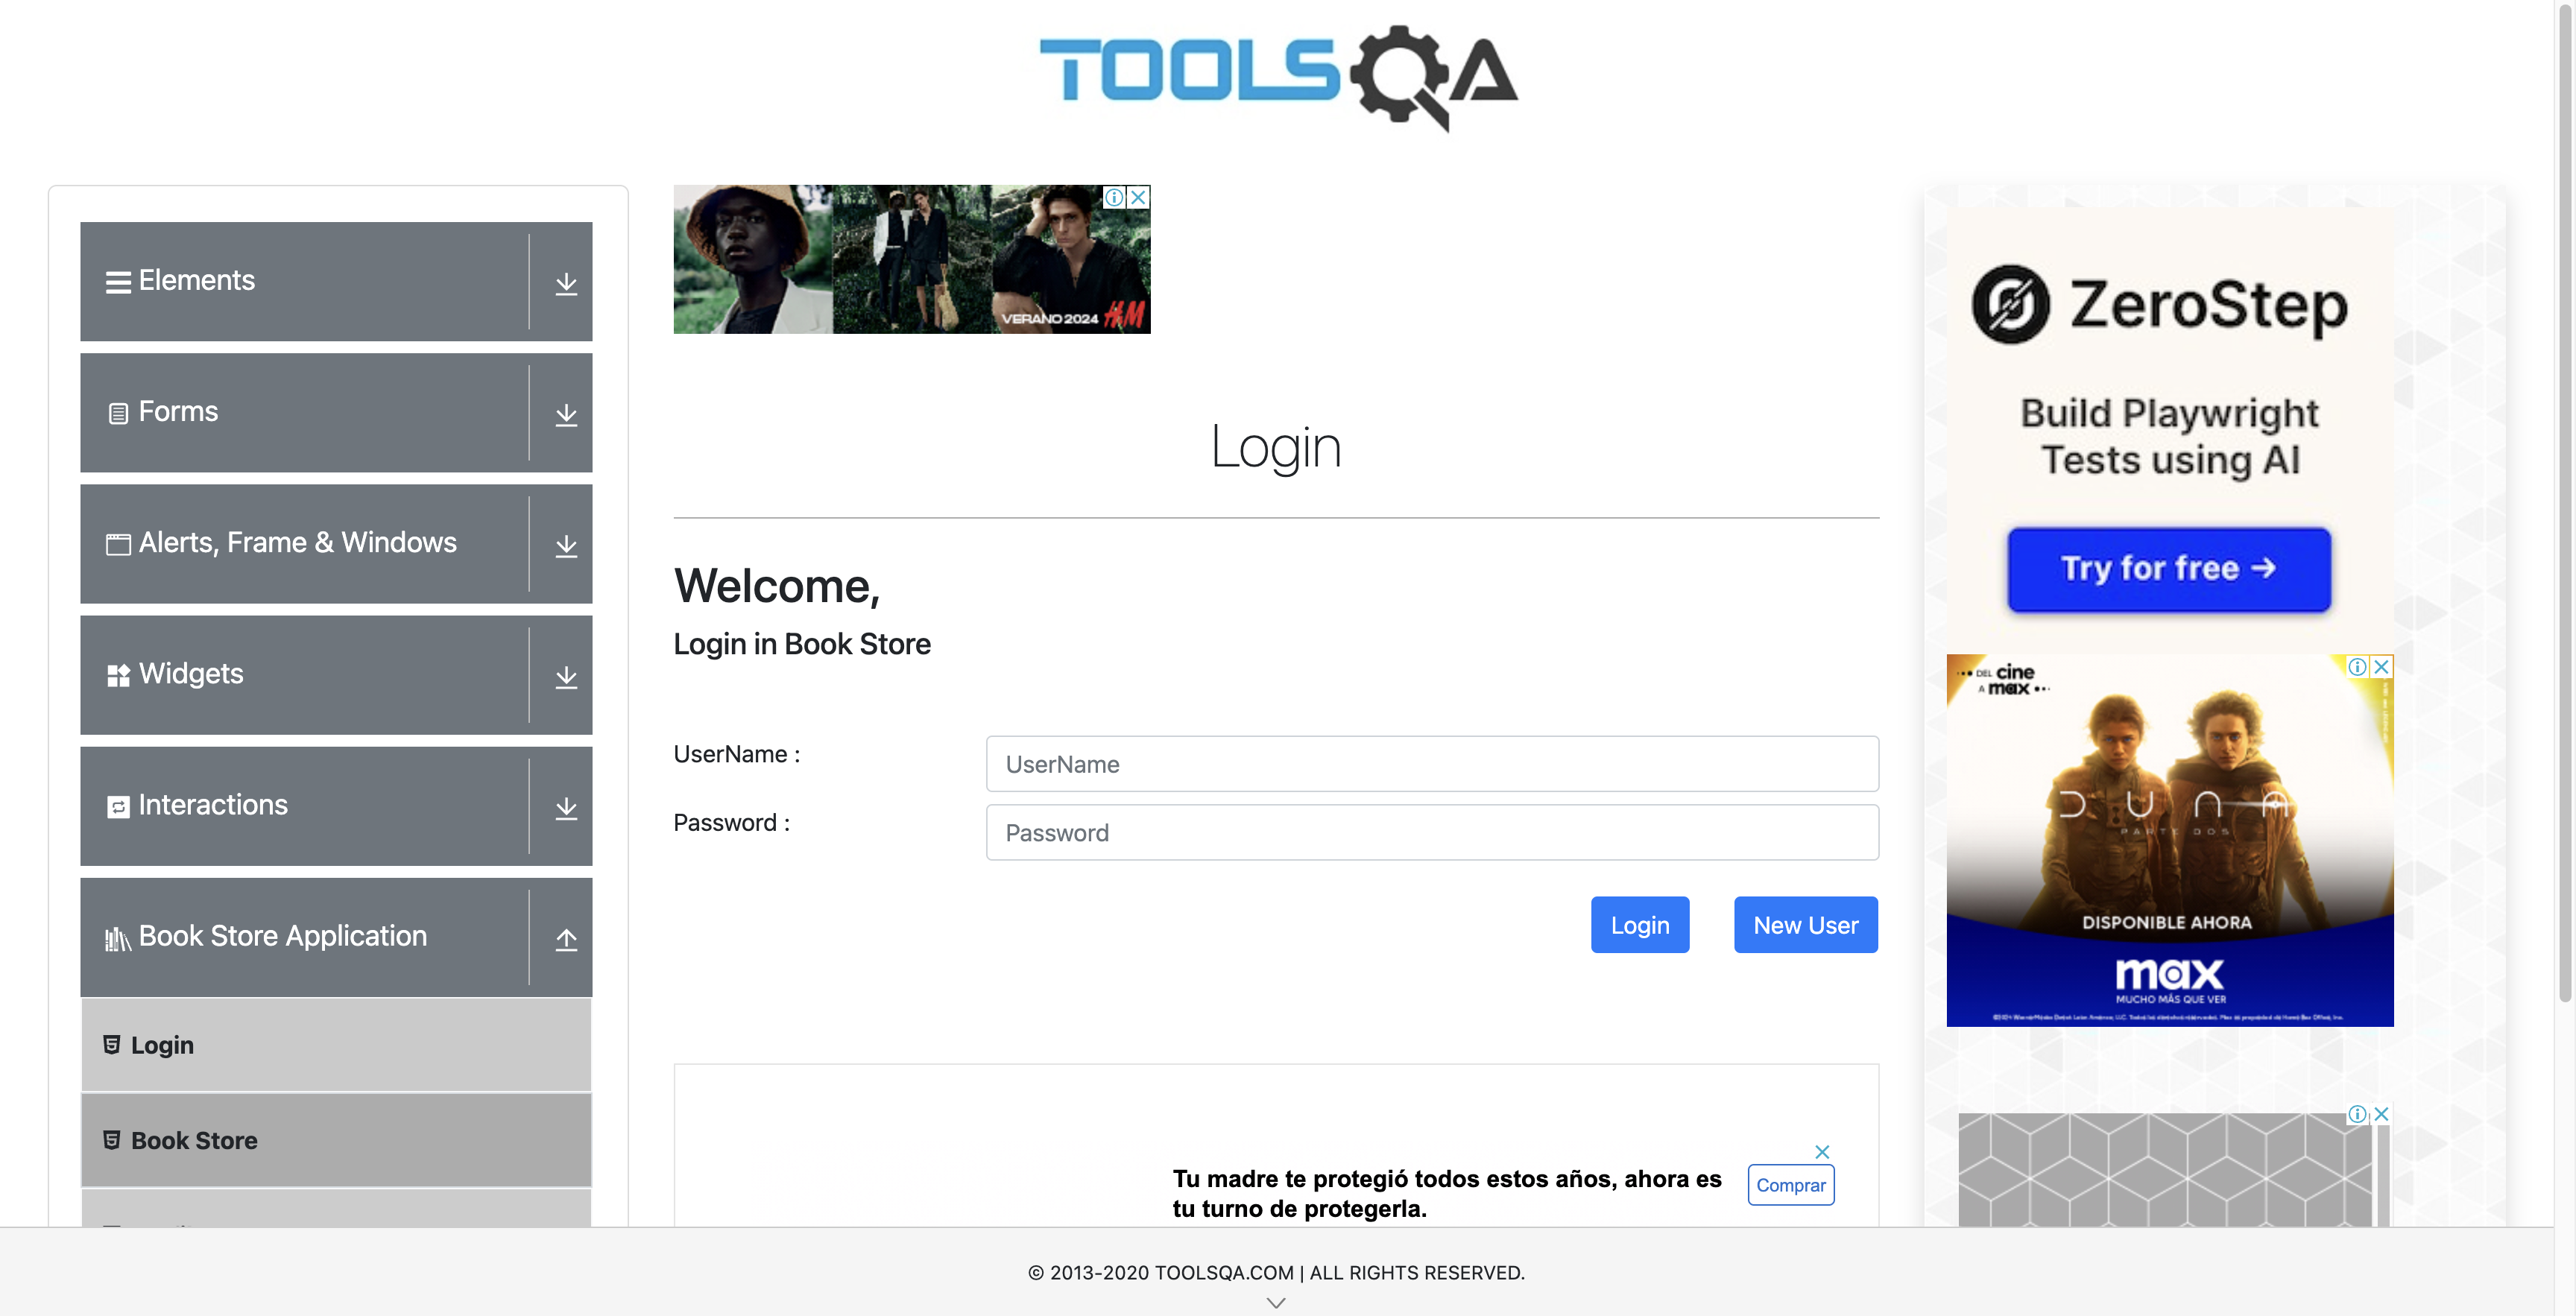 TOOLSQA
Elements
Forms
Alerts, Frame & Windows
Widgets
Interactions
Book Store Application
Login
Book Store
VERANO 2024 H&M
Login
Welcome,
Login in Book Store
UserName :
UserName
Password :
Password
Login
New User
Tu madre te protegió todos estos años, ahora es
tu turno de protegerla.
Comprar
ZeroStep
Build Playwright
Tests using AI
Try for free →
DEL cine
A max
DUNA
PARTE DOS
DISPONIBLE AHORA
max
MUCHO MÁS QUE VER
© 2013-2020 TOOLSQA.COM | ALL RIGHTS RESERVED.